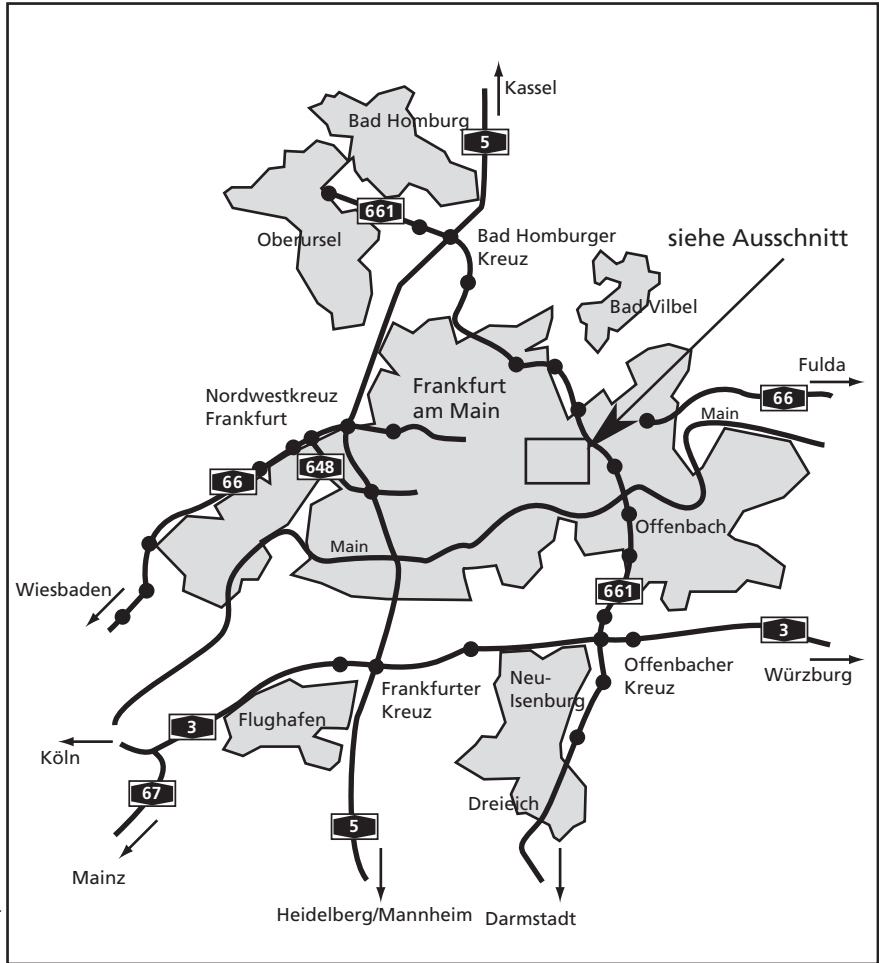 Kassel
Bad Homburg
5
661
Oberursel
Bad Homburger
Kreuz
siehe Ausschnitt
Bad Vilbel
Fulda
66
Main
Nordwestkreuz
Frankfurt
Frankfurt
am Main
648
66
Offenbach
Main
Wiesbaden
661
3
Offenbacher
Kreuz
Würzburg
Frankfurter
Kreuz
Neu-
Isenburg
Flughafen
3
Köln
67
5
Dreieich
Mainz
Heidelberg/Mannheim
Darmstadt